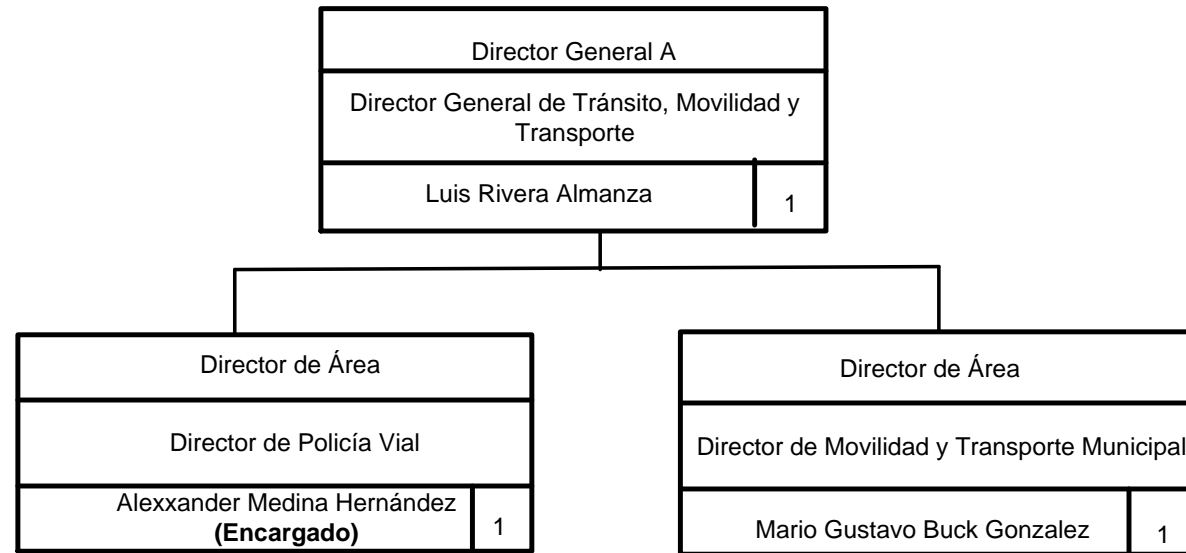 Director General A
Director General de Tránsito, Movilidad y
Transporte
Luis Rivera Almanza
1
Director de Área
Director de Policía Vial
Alexxander Medina Hernández
(Encargado)
1
Director de Área
Director de Movilidad y Transporte Municipal
Mario Gustavo Buck Gonzalez
1